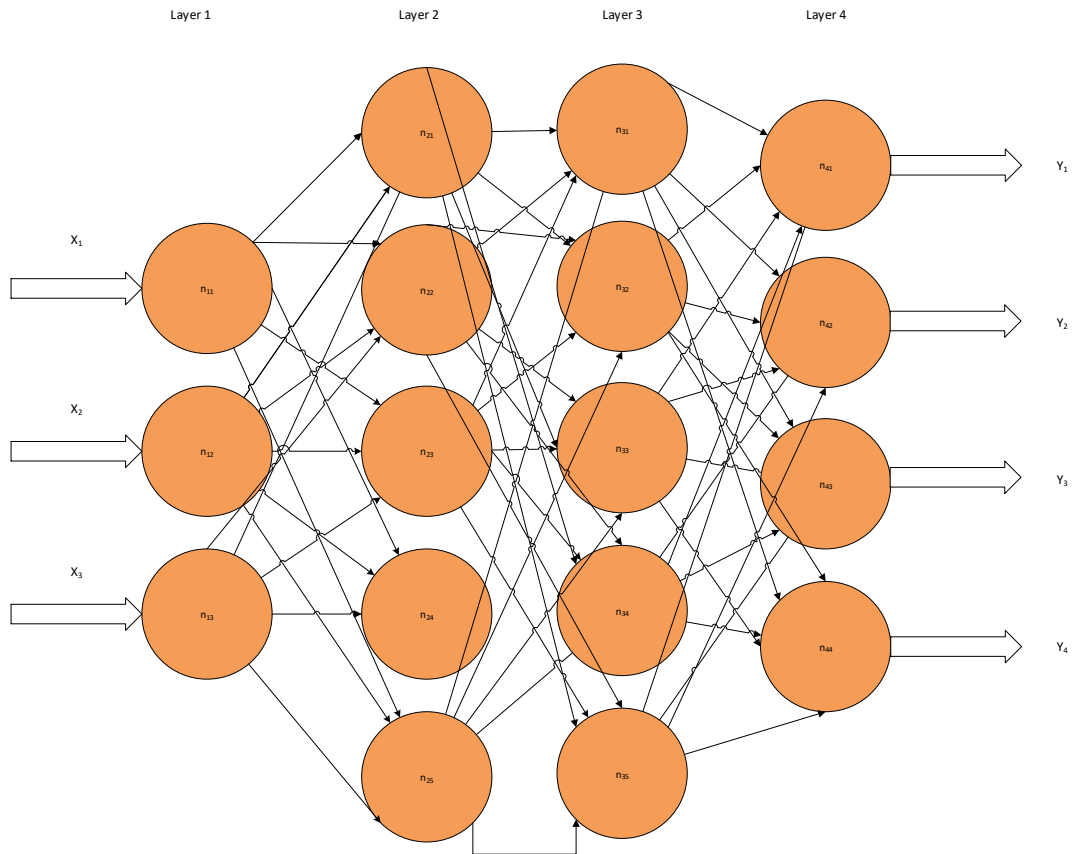 Layer 1 Layer 2 Layer 3 Layer 4
n₂₁ n₃₁
n₄₁ Y₁
X₁
n₁₁ n₂₂ n₃₂
n₄₂ Y₂
X₂
n₁₂ n₂₃ n₃₃
n₄₃ Y₃
X₃
n₁₃ n₂₄ n₃₄
n₄₄ Y₄
n₂₅ n₃₅